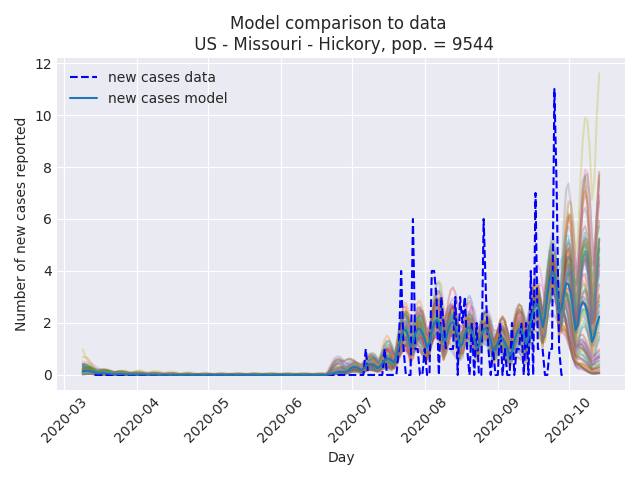 Model comparison to data
US - Missouri - Hickory, pop. = 9544
12
10
8
6
4
2
0
Number of new cases reported
new cases data
new cases model
2020-03
2020-04
2020-05
2020-06
2020-07
2020-08
2020-09
2020-10
Day